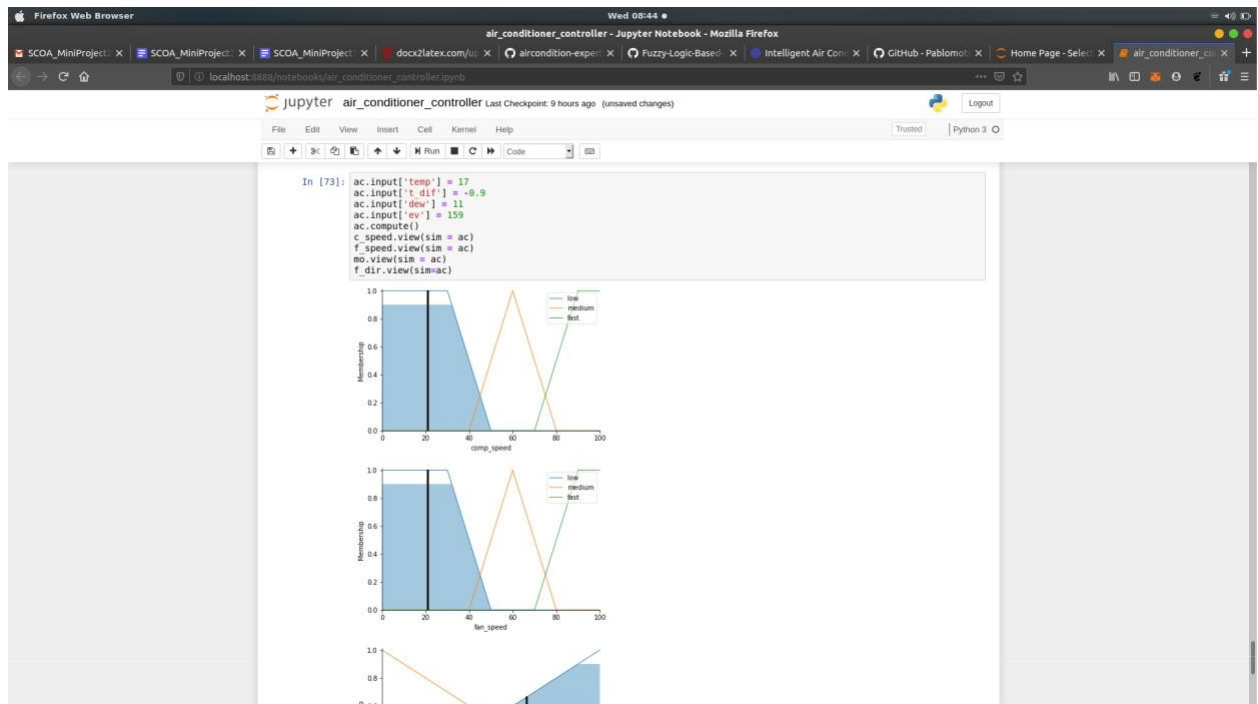 Firefox Web Browser
Wed 08:44
air_conditioner_controller - Jupyter Notebook - Mozilla Firefox
SCOA_MiniProject2 SCOA_MiniProject2 SCOA_MiniProject docx2latex.com/up aircondition-exper Fuzzy-Logic-Based- Intelligent Air Conc GitHub - Pablomot Home Page - Select air_conditioner_co
localhost:8888/notebooks/air_conditioner_controller.ipynb
jupyter air_conditioner_controller Last Checkpoint: 9 hours ago (unsaved changes) Logout
File Edit View Insert Cell Kernel Help Trusted Python 3
Run Code
In [73]: ac.input['temp'] = 17
ac.input['t_dif'] = -0.9
ac.input['dew'] = 11
ac.input['ev'] = 159
ac.compute()
c_speed.view(sim = ac)
f_speed.view(sim = ac)
mo.view(sim = ac)
f_dir.view(sim=ac)
1.0
0.8
0.6
0.4
0.2
0.0
Membership
low
medium
fast
0 20 40 60 80 100
comp_speed
1.0
0.8
0.6
0.4
0.2
0.0
Membership
low
medium
fast
0 20 40 60 80 100
fan_speed
1.0
0.8